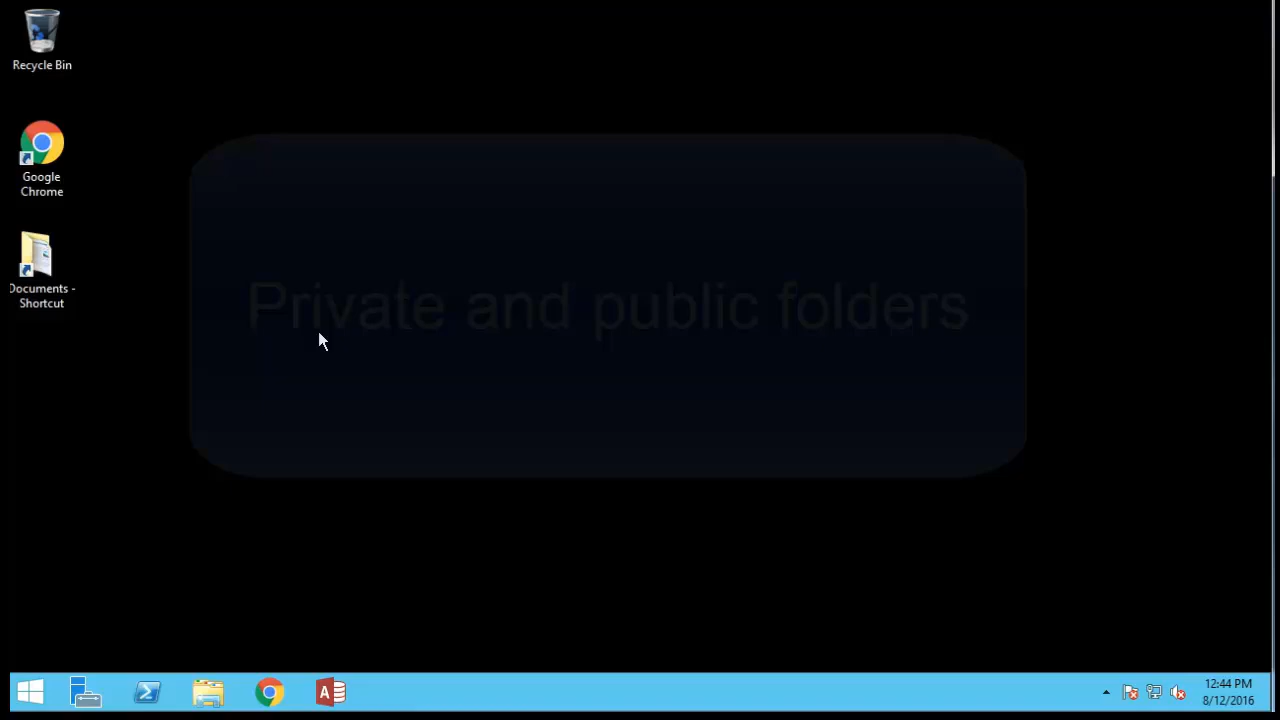 Recycle Bin
Google
Chrome
Documents -
Shortcut
Private and public folders
A
12:44 PM
8/12/2016